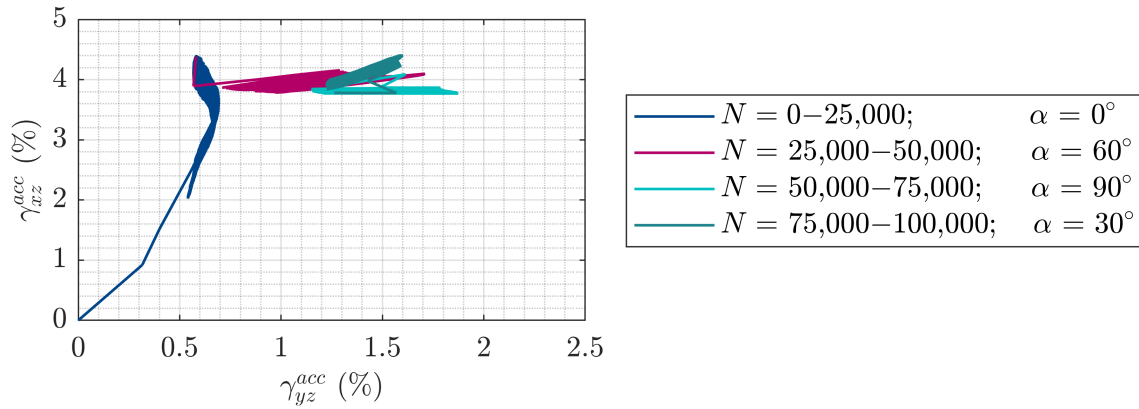 5
4
3
2
1
0
γ_{xz}^{acc} (%)
0 0.5 1 1.5 2 2.5
γ_{yz}^{acc} (%)
N = 0−25,000; α = 0°
N = 25,000−50,000; α = 60°
N = 50,000−75,000; α = 90°
N = 75,000−100,000; α = 30°